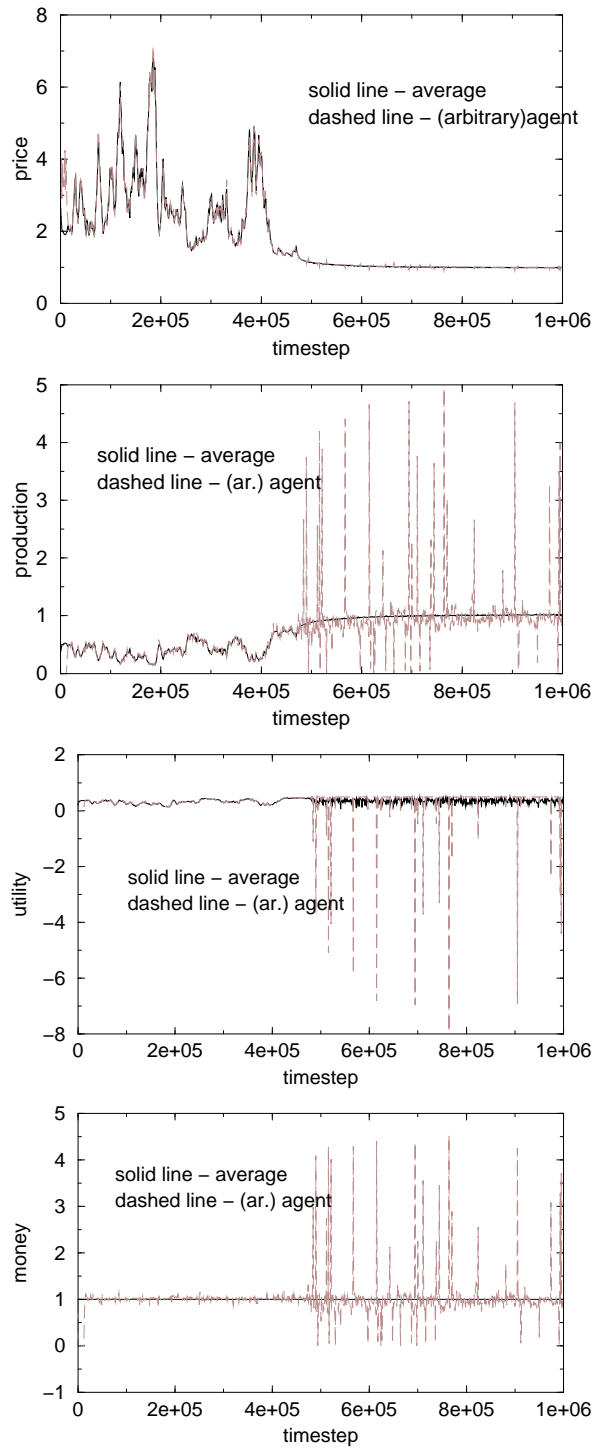 8
6
4
2
0
price
solid line – average
dashed line – (arbitrary)agent
0 2e+05 4e+05 6e+05 8e+05 1e+06
timestep
5
4
3
2
1
0
production
solid line – average
dashed line – (ar.) agent
0 2e+05 4e+05 6e+05 8e+05 1e+06
timestep
2
0
−2
−4
−6
−8
utility
solid line – average
dashed line – (ar.) agent
0 2e+05 4e+05 6e+05 8e+05 1e+06
timestep
5
4
3
2
1
0
−1
money
solid line – average
dashed line – (ar.) agent
0 2e+05 4e+05 6e+05 8e+05 1e+06
timestep